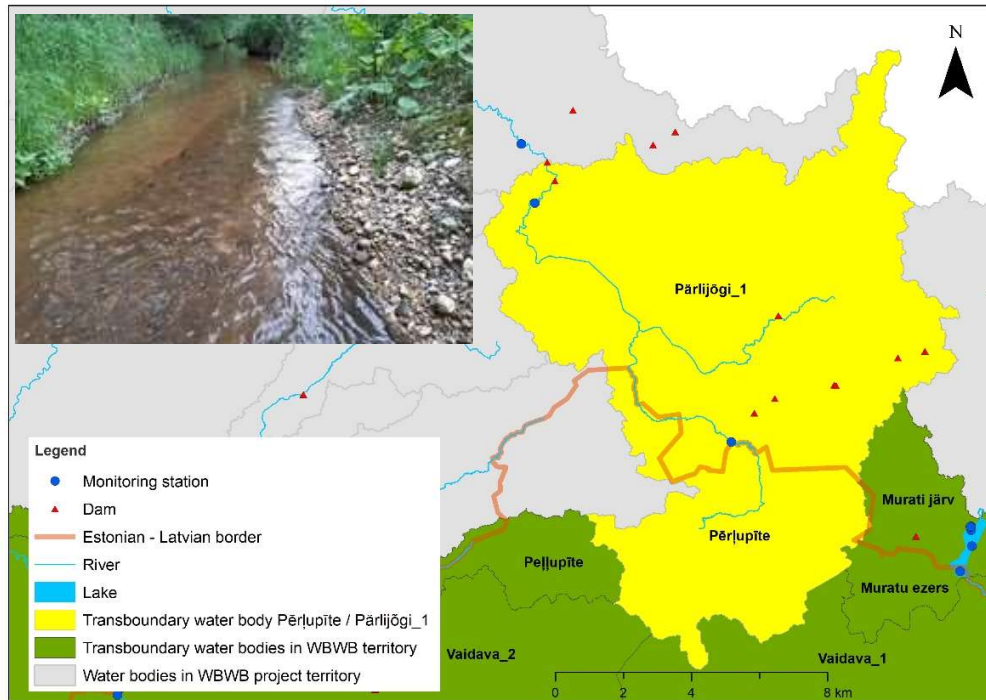 N
Pärlijõgi_1
Murati järv
Pērļupīte
Peļļupīte
Muratu ezers
Vaidava_2
Vaidava_1
Legend
Monitoring station
Dam
Estonian - Latvian border
River
Lake
Transboundary water body Pērļupīte / Pärlijõgi_1
Transboundary water bodies in WBWB territory
Water bodies in WBWB project territory
0 2 4 8 km